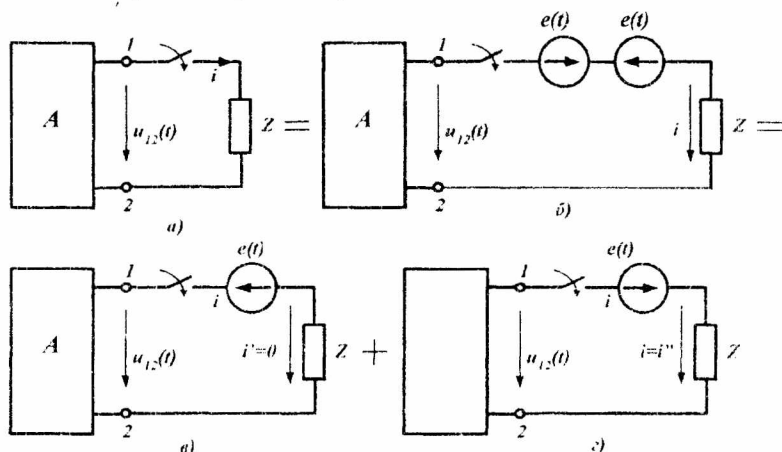 e(t) e(t)
1 1
i
A u12(t) Z = A u12(t) i Z =
2 2
а) б)
e(t) e(t)
1 1
i i
A u12(t) i'=0 Z + u12(t) i=i" Z
2 2
в) г)